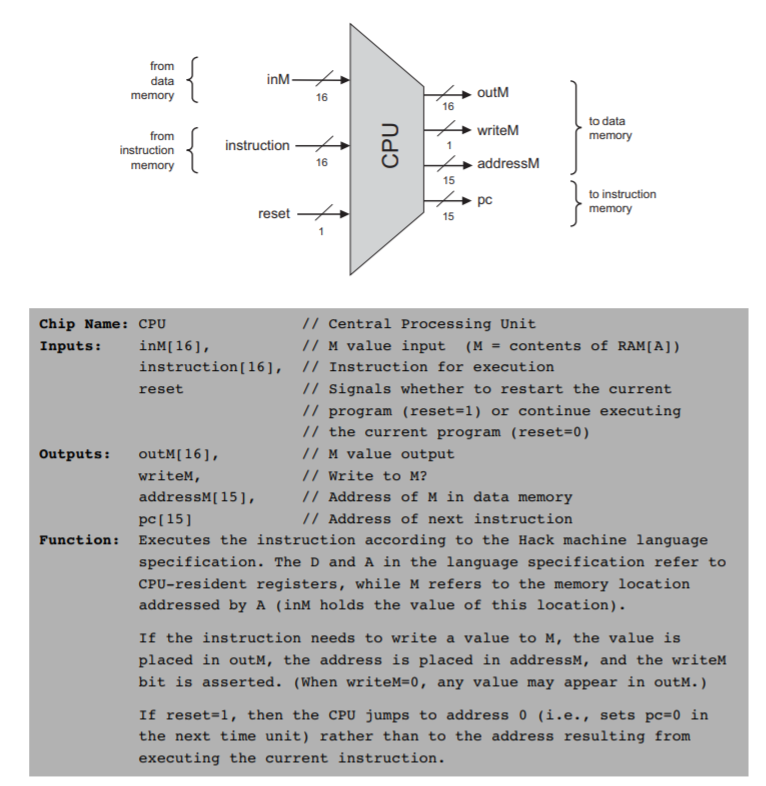 from
data
memory
inM
16
from
instruction
memory
instruction
16
reset
1
CPU
outM
16
writeM
1
addressM
15
pc
15
to data
memory
to instruction
memory
Chip Name: CPU // Central Processing Unit
Inputs: inM[16], // M value input (M = contents of RAM[A])
instruction[16], // Instruction for execution
reset // Signals whether to restart the current
// program (reset=1) or continue executing
// the current program (reset=0)
Outputs: outM[16], // M value output
writeM, // Write to M?
addressM[15], // Address of M in data memory
pc[15] // Address of next instruction
Function: Executes the instruction according to the Hack machine language
specification. The D and A in the language specification refer to
CPU-resident registers, while M refers to the memory location
addressed by A (inM holds the value of this location).
If the instruction needs to write a value to M, the value is
placed in outM, the address is placed in addressM, and the writeM
bit is asserted. (When writeM=0, any value may appear in outM.)
If reset=1, then the CPU jumps to address 0 (i.e., sets pc=0 in
the next time unit) rather than to the address resulting from
executing the current instruction.